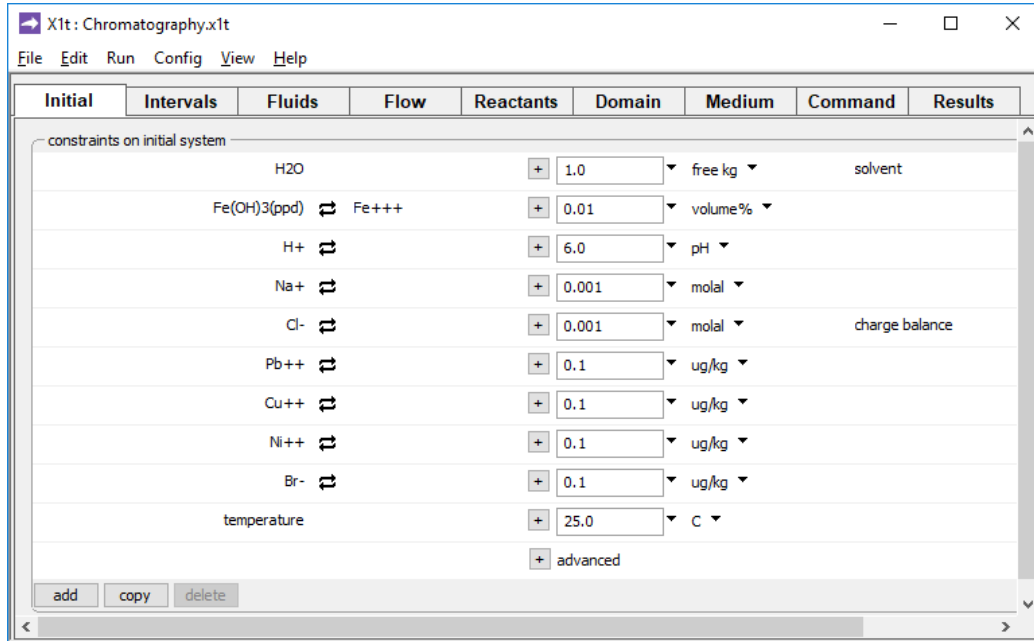 X1t : Chromatography.x1t
File Edit Run Config View Help
Initial Intervals Fluids Flow Reactants Domain Medium Command Results
constraints on initial system
H2O + 1.0 free kg solvent
Fe(OH)3(ppd) Fe+++ + 0.01 volume%
H+ + 6.0 pH
Na+ + 0.001 molal
Cl- + 0.001 molal charge balance
Pb++ + 0.1 ug/kg
Cu++ + 0.1 ug/kg
Ni++ + 0.1 ug/kg
Br- + 0.1 ug/kg
temperature + 25.0 C
+ advanced
add copy delete